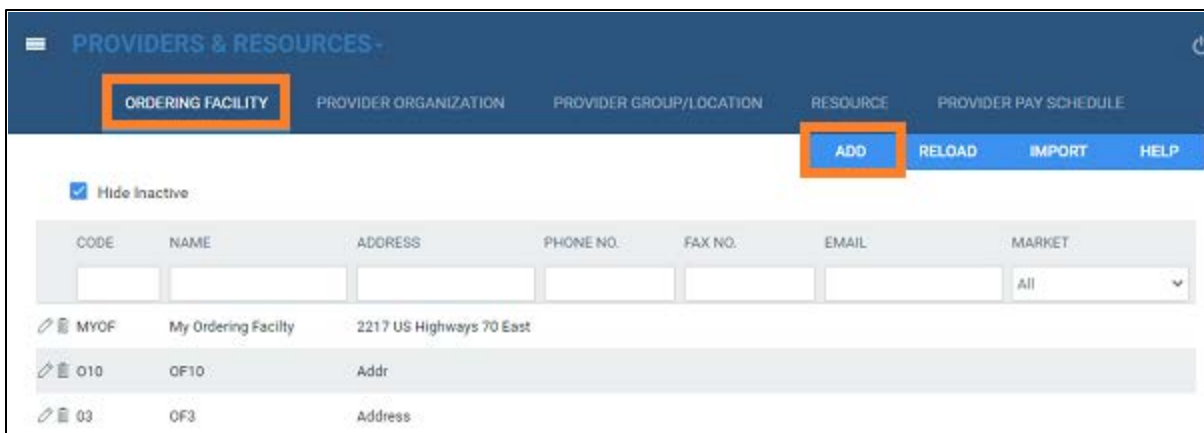 PROVIDERS & RESOURCES
ORDERING FACILITY PROVIDER ORGANIZATION PROVIDER GROUP/LOCATION RESOURCE PROVIDER PAY SCHEDULE
ADD RELOAD IMPORT HELP
Hide Inactive
CODE NAME ADDRESS PHONE NO. FAX NO. EMAIL MARKET
All
MYOF My Ordering Facilty 2217 US Highways 70 East
O10 OF10 Addr
03 OF3 Address